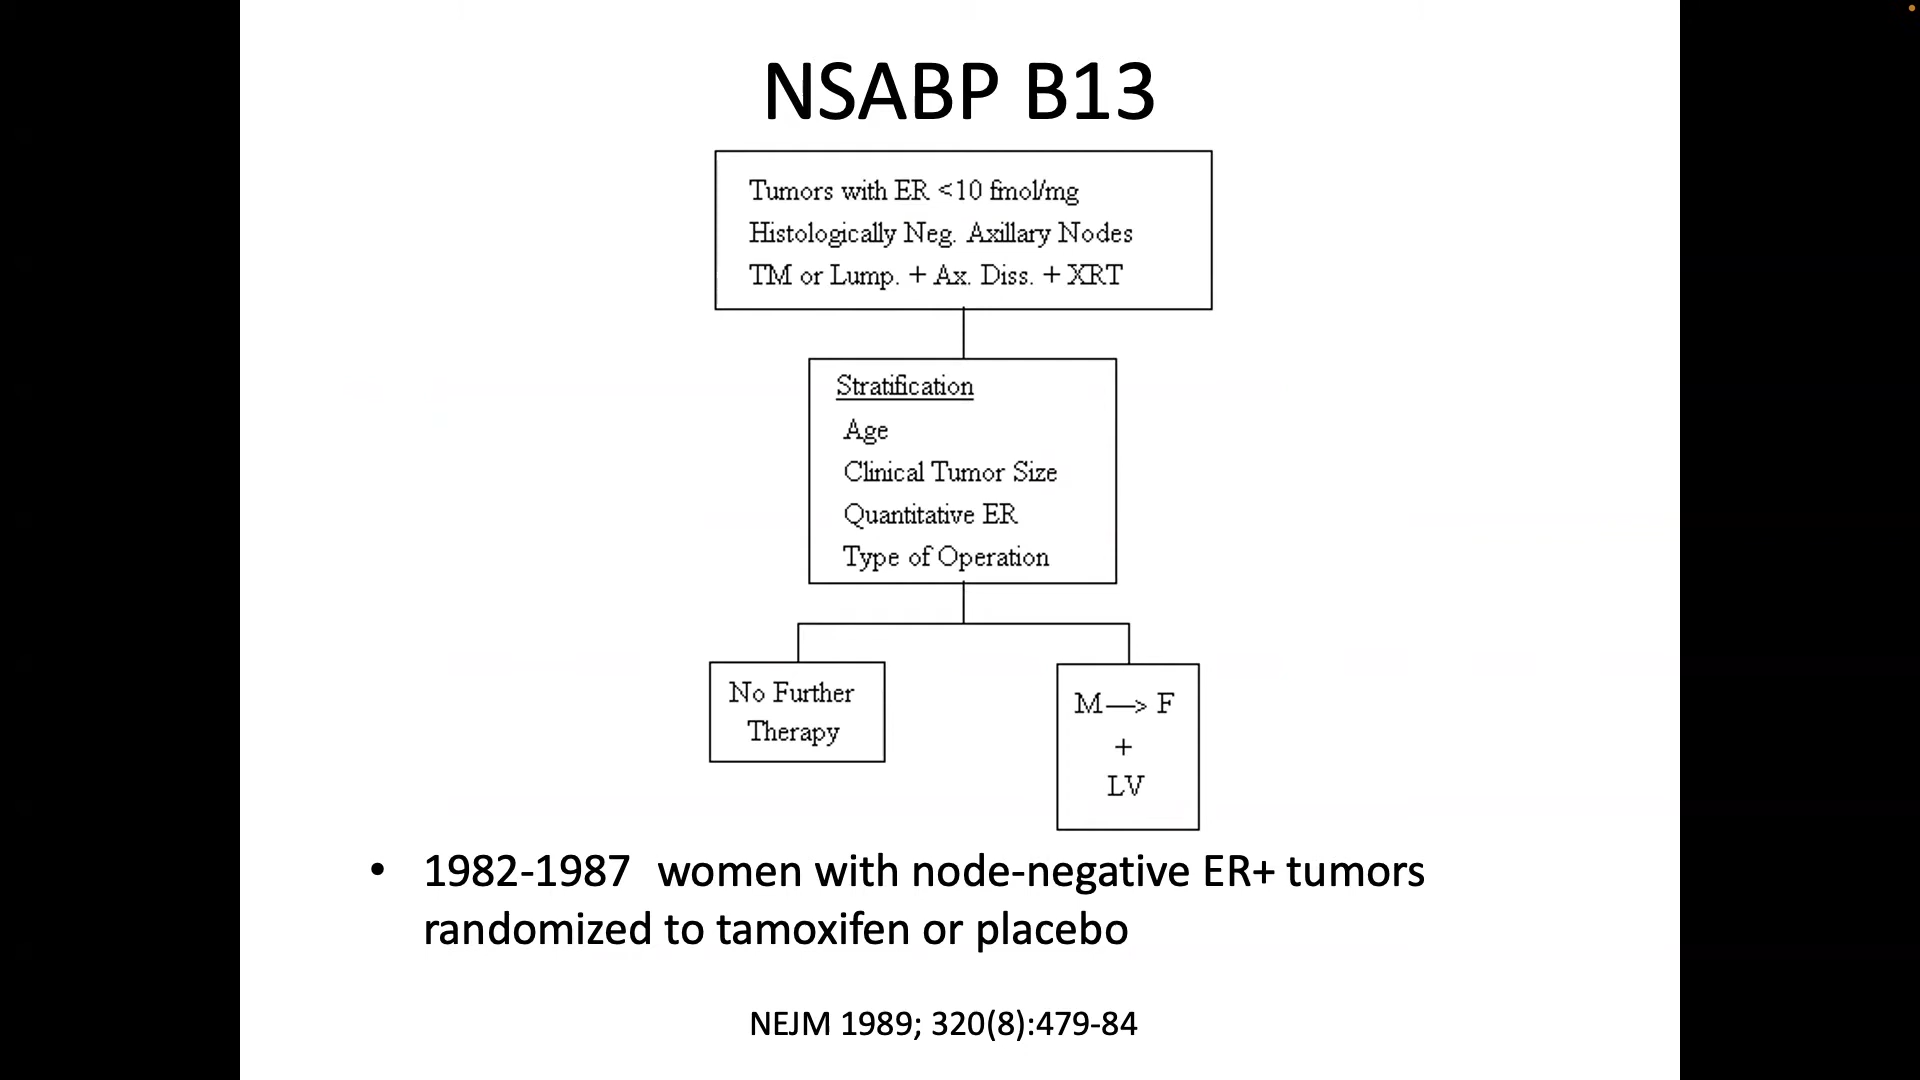 NSABP B13
Tumors with ER <10 fmol/mg
Histologically Neg. Axillary Nodes
TM or Lump. + Ax. Diss. + XRT
Stratification
Age
Clinical Tumor Size
Quantitative ER
Type of Operation
No Further
Therapy
M—> F
+
LV
• 1982-1987 women with node-negative ER+ tumors
randomized to tamoxifen or placebo
NEJM 1989; 320(8):479-84